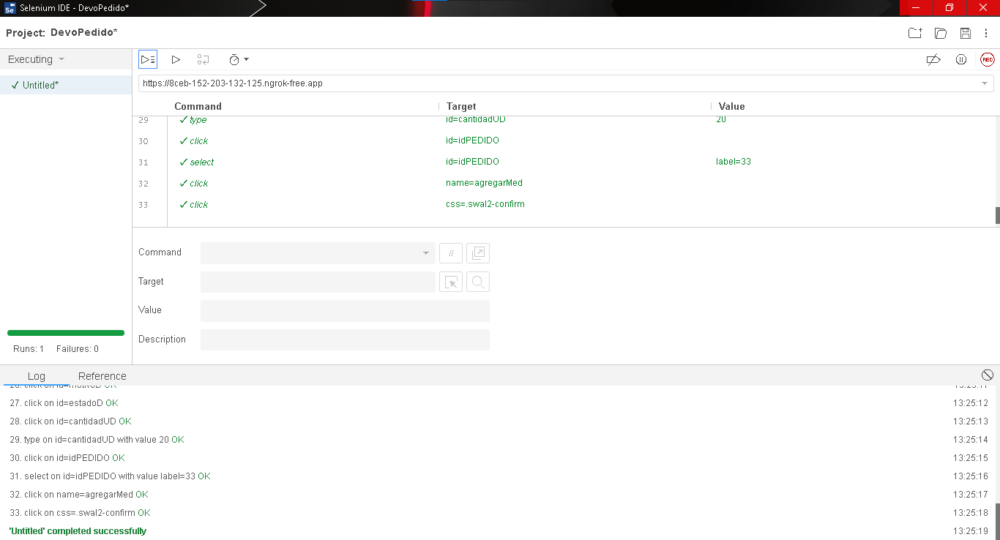 Selenium IDE - DevoPedido*
Project: DevoPedido*
Executing
✓ Untitled*
Runs: 1 Failures: 0
REC
https://8ceb-152-203-132-125.ngrok-free.app
Command Target Value
29 ✓ type id=cantidadUD 20
30 ✓ click id=idPEDIDO
31 ✓ select id=idPEDIDO label=33
32 ✓ click name=agregarMed
33 ✓ click css=.swal2-confirm
Command //
Target
Value
Description
Log Reference
26. click on id=motivoD OK 13:25:11
27. click on id=estadoD OK 13:25:12
28. click on id=cantidadUD OK 13:25:13
29. type on id=cantidadUD with value 20 OK 13:25:14
30. click on id=idPEDIDO OK 13:25:15
31. select on id=idPEDIDO with value label=33 OK 13:25:16
32. click on name=agregarMed OK 13:25:17
33. click on css=.swal2-confirm OK 13:25:18
'Untitled' completed successfully 13:25:19